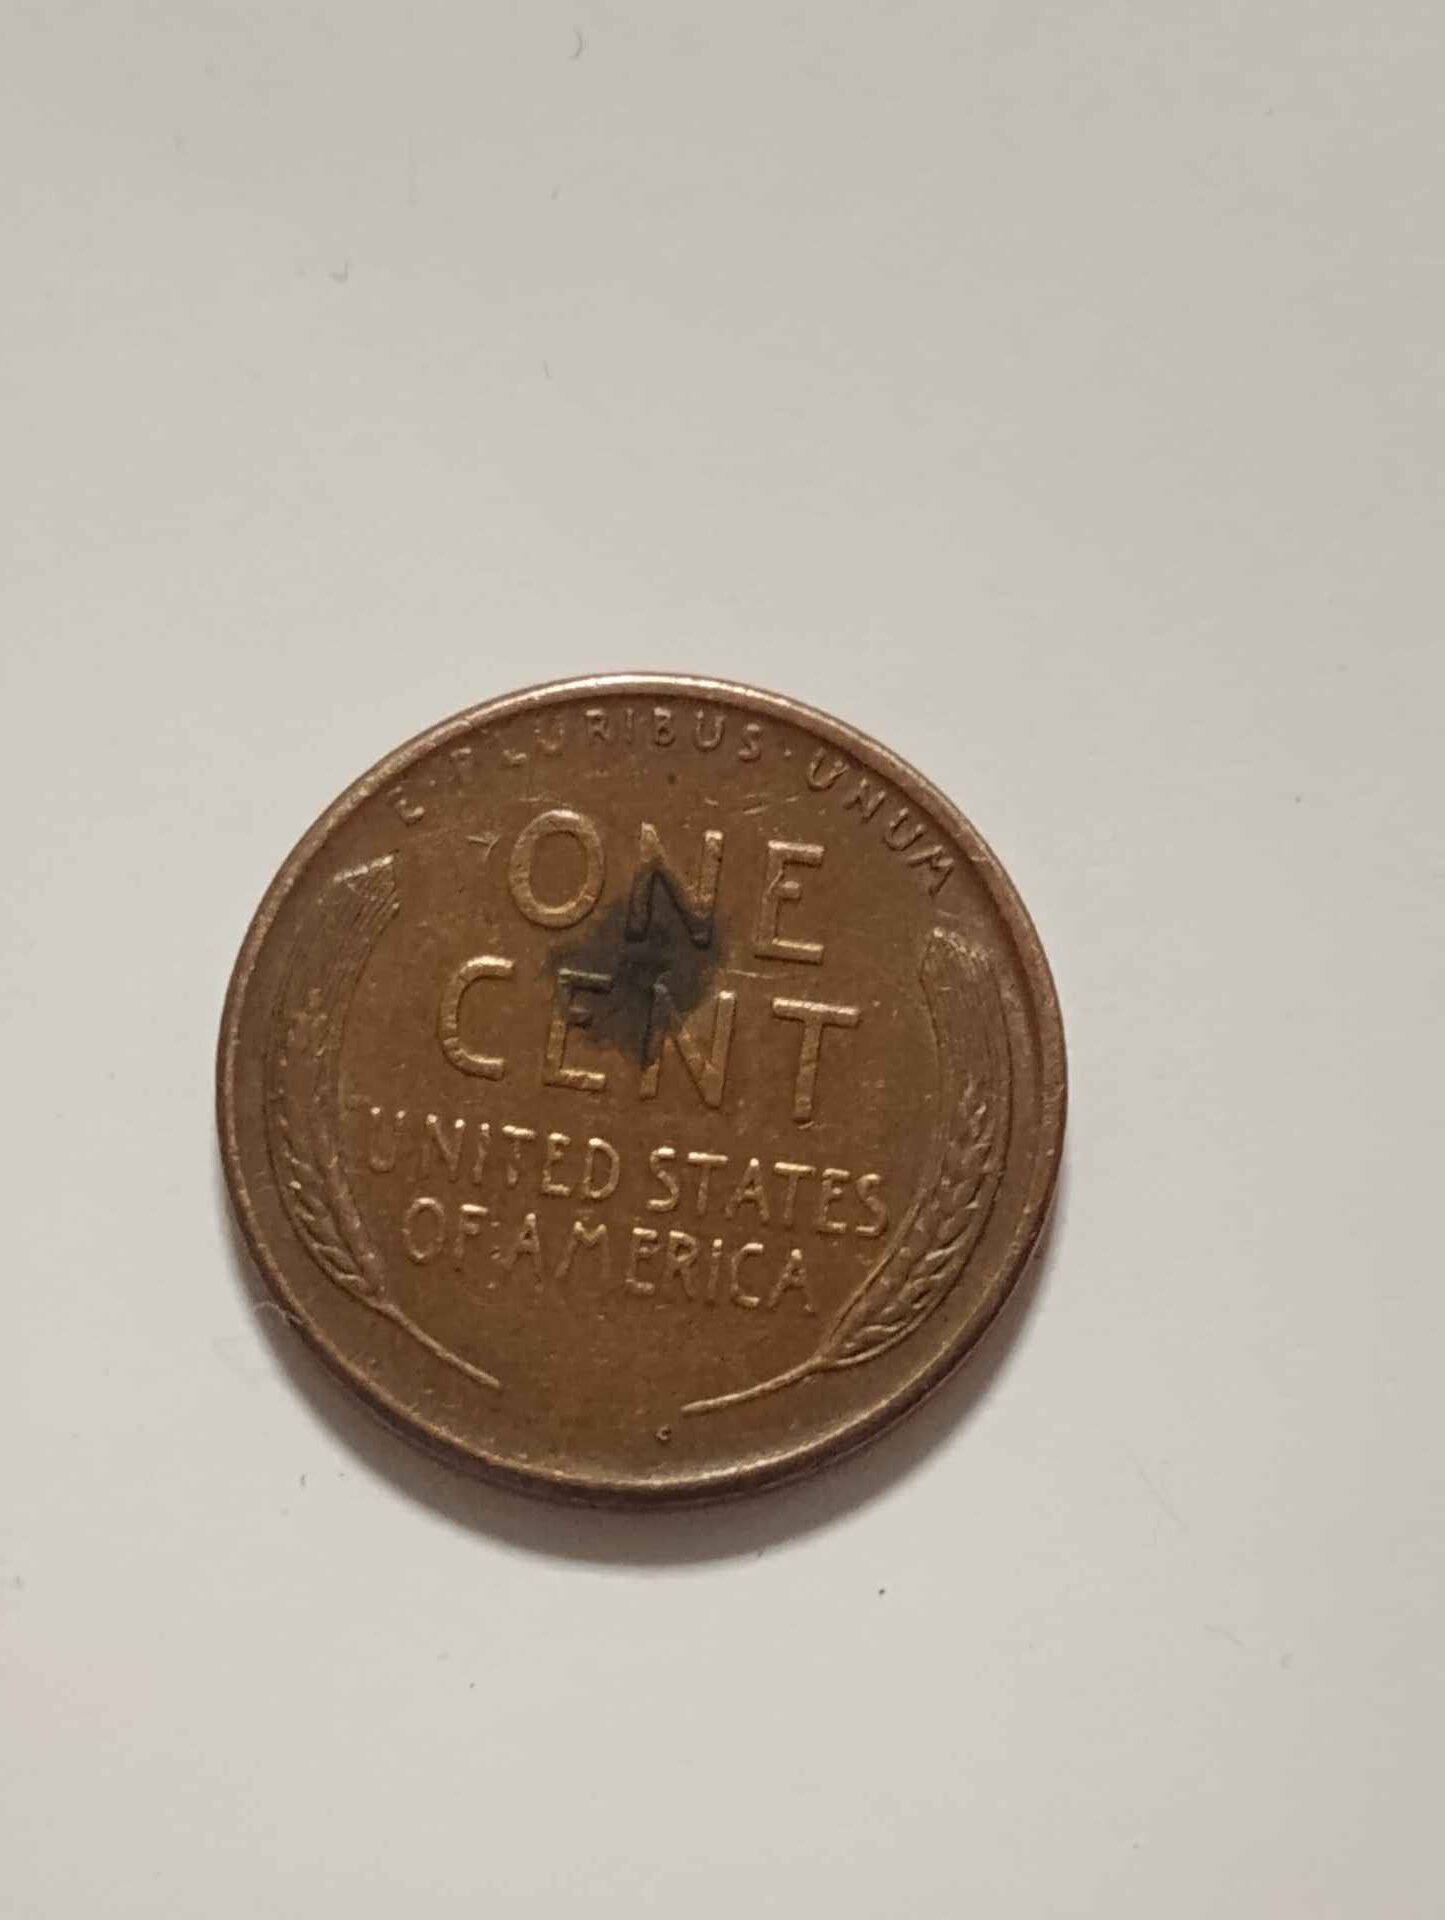 E·PLURIBUS·UNUM
ONE
CENT
UNITED STATES
OF AMERICA